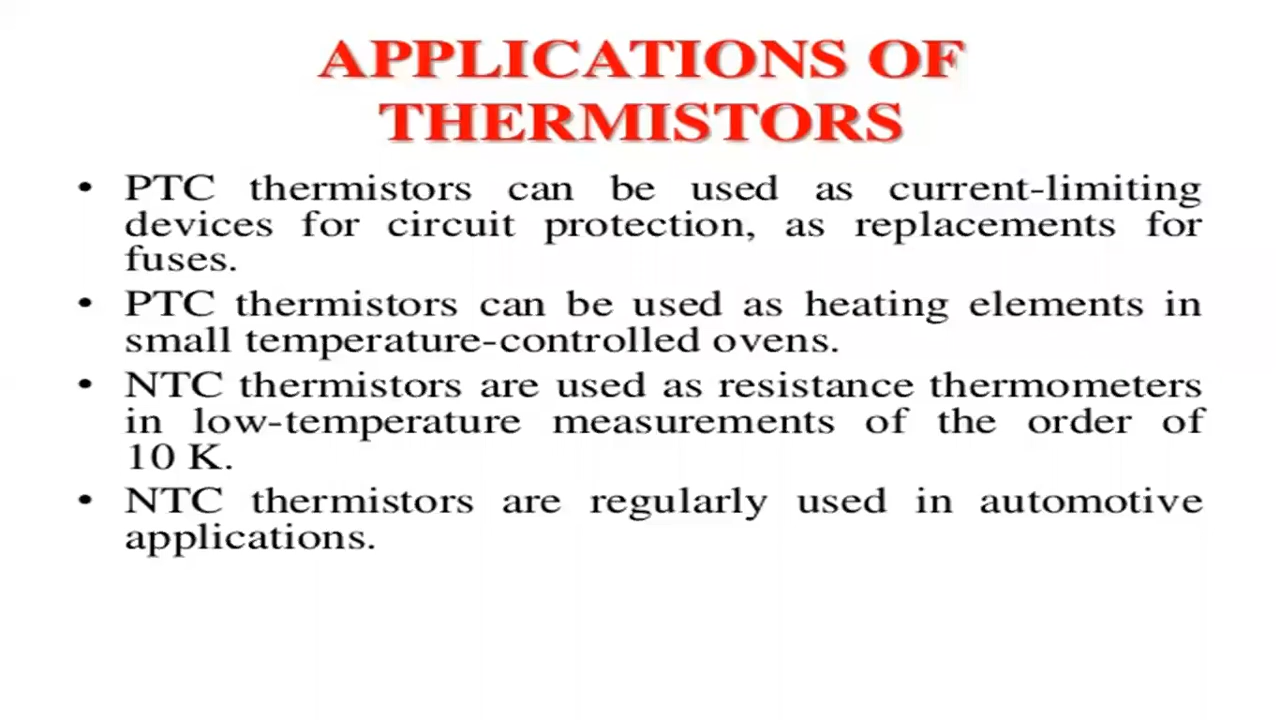 APPLICATIONS OF
THERMISTORS
• PTC thermistors can be used as current-limiting
devices for circuit protection, as replacements for
fuses.
• PTC thermistors can be used as heating elements in
small temperature-controlled ovens.
• NTC thermistors are used as resistance thermometers
in low-temperature measurements of the order of
10 K.
• NTC thermistors are regularly used in automotive
applications.